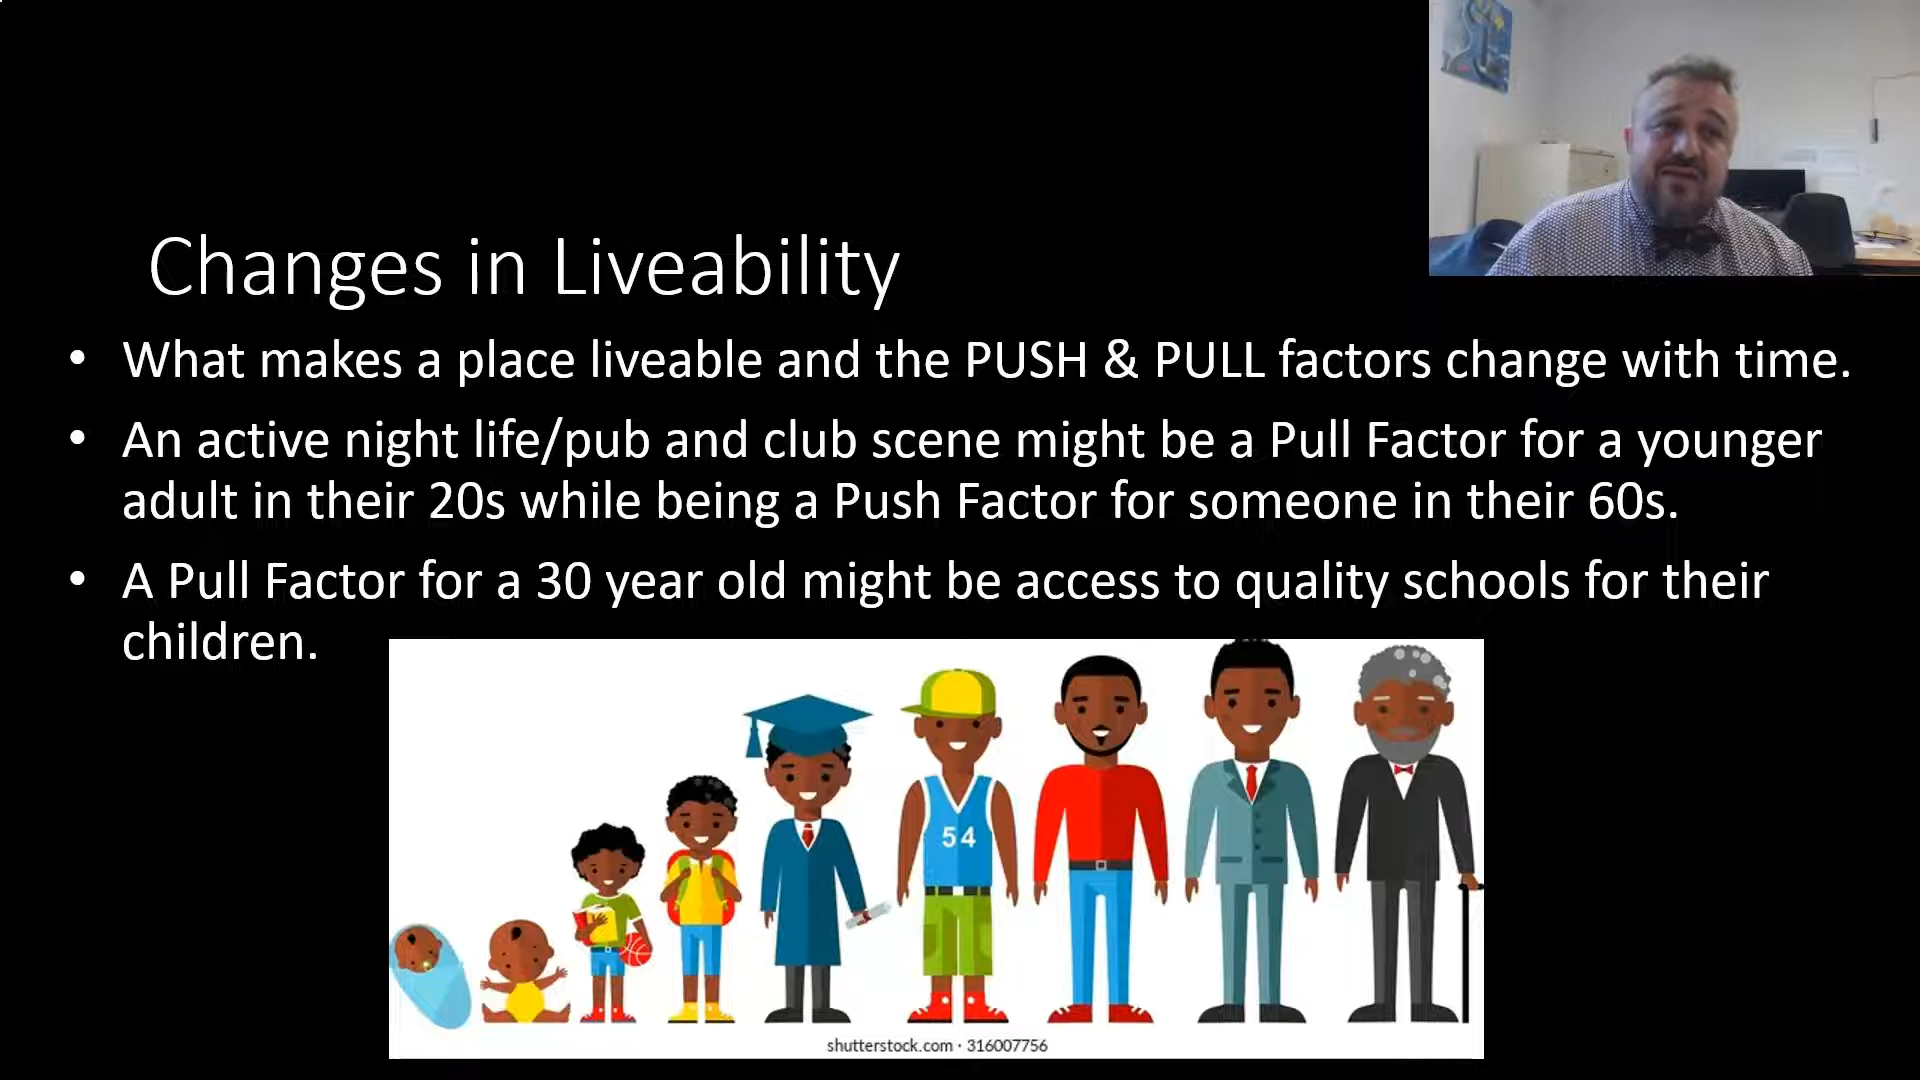 Changes in Liveability
• What makes a place liveable and the PUSH & PULL factors change with time.
• An active night life/pub and club scene might be a Pull Factor for a younger
adult in their 20s while being a Push Factor for someone in their 60s.
• A Pull Factor for a 30 year old might be access to quality schools for their
children.
54
shutterstock.com · 316007756